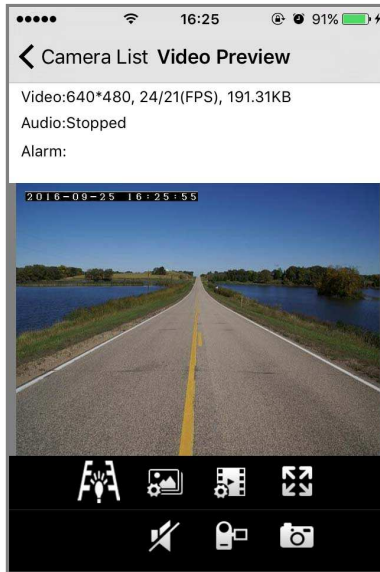 16:25
91%
Camera List Video Preview
Video:640*480, 24/21(FPS), 191.31KB
Audio:Stopped
Alarm:
2016-09-25 16:25:55